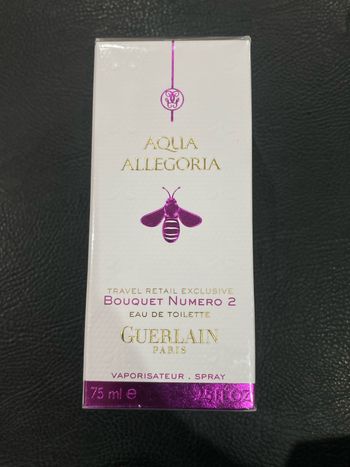 AQUA
ALLEGORIA
TRAVEL RETAIL EXCLUSIVE
BOUQUET NUMERO 2
EAU DE TOILETTE
GUERLAIN
PARIS
VAPORISATEUR . SPRAY
75 ml e 2.5 fl. OZ